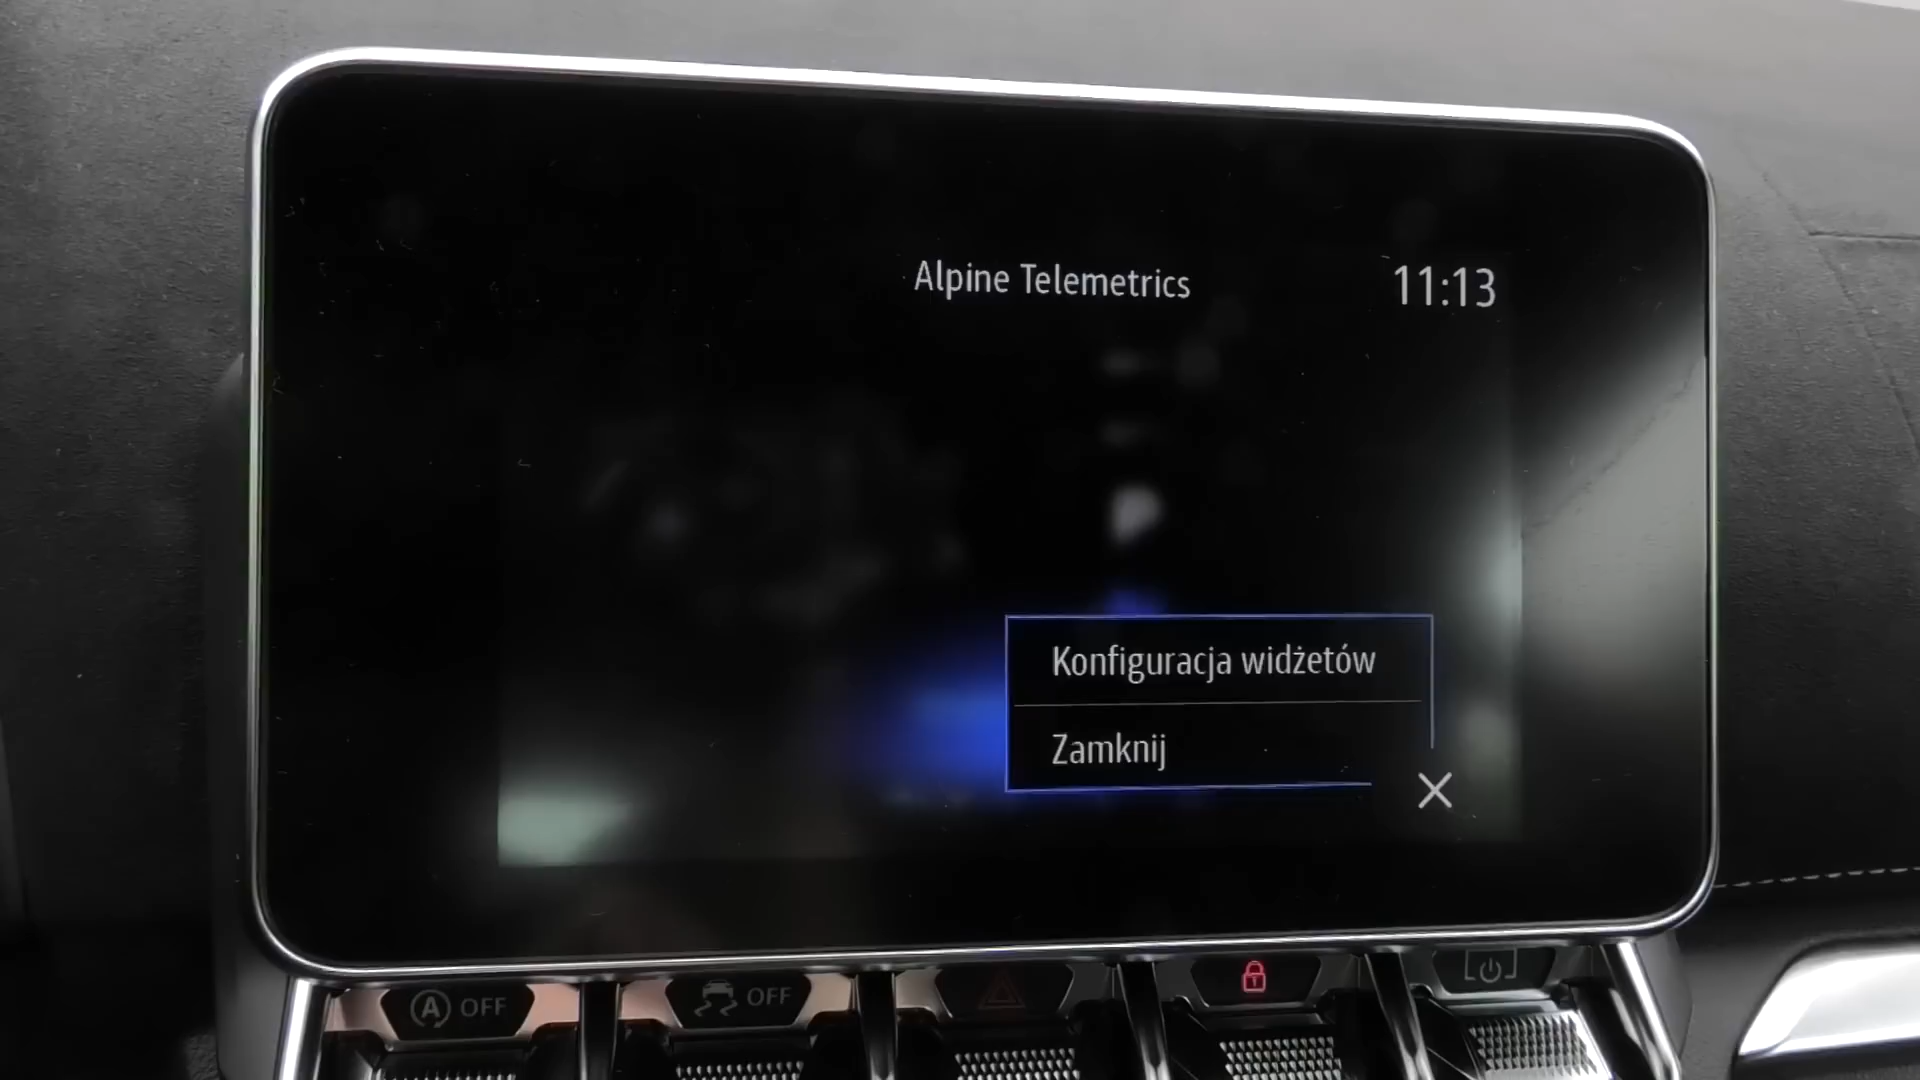 Alpine Telemetrics
11:13
Konfiguracja widżetów
Zamknij
A OFF
OFF